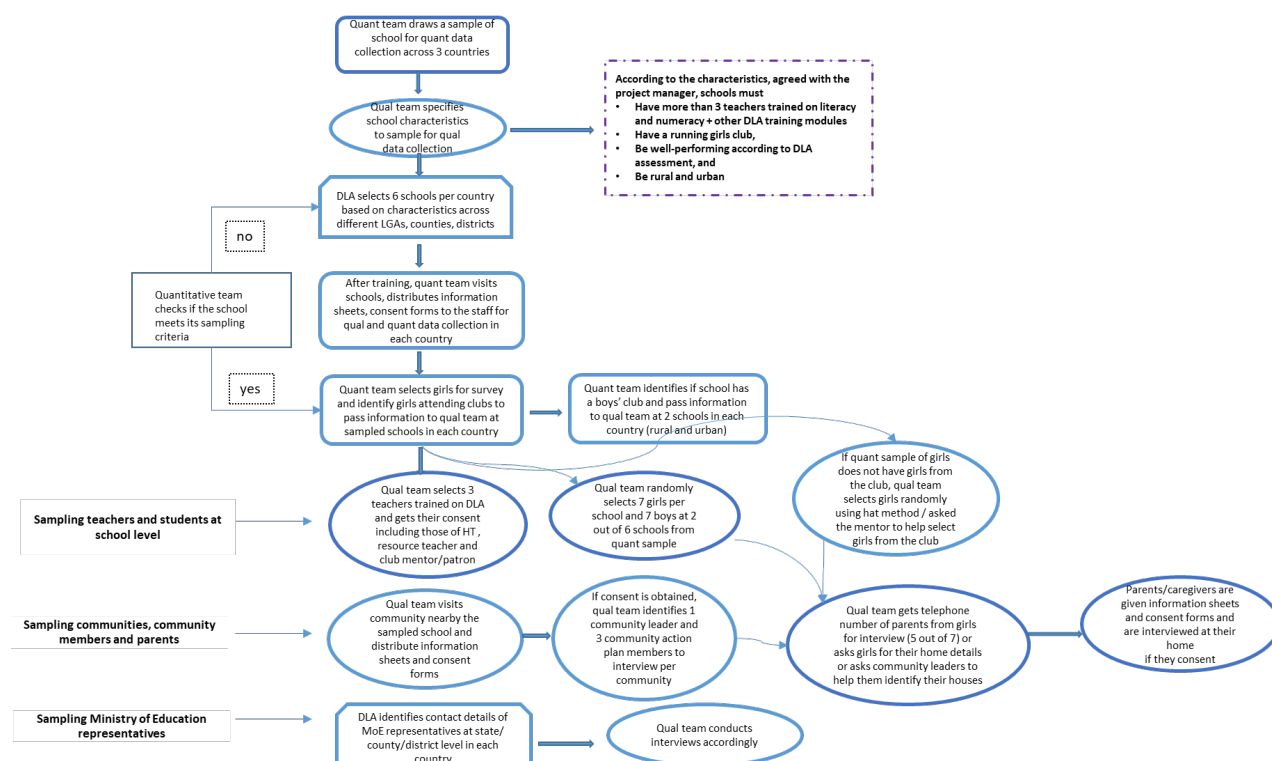 Quant team draws a sample of
school for quant data
collection across 3 countries
According to the characteristics, agreed with the
project manager, schools must
• Have more than 3 teachers trained on literacy
and numeracy + other DLA training modules
• Have a running girls club,
• Be well-performing according to DLA
assessment, and
• Be rural and urban
Qual team specifies
school characteristics
to sample for qual
data collection
DLA selects 6 schools per country
based on characteristics across
different LGAs, counties, districts
no
Quantitative team
checks if the school
meets its sampling
criteria
After training, quant team visits
schools, distributes information
sheets, consent forms to the staff for
qual and quant data collection in
each country
yes
Quant team selects girls for survey
and identify girls attending clubs to
pass information to qual team at
sampled schools in each country
Quant team identifies if school has
a boys' club and pass information
to qual team at 2 schools in each
country (rural and urban)
If quant sample of girls
does not have girls from
the club, qual team
selects girls randomly
using hat method / asked
the mentor to help select
girls from the club
Sampling teachers and students at
school level
Qual team selects 3
teachers trained on DLA
and gets their consent
including those of HT ,
resource teacher and
club mentor/patron
Qual team randomly
selects 7 girls per
school and 7 boys at 2
out of 6 schools from
quant sample
Sampling communities, community
members and parents
Qual team visits
community nearby the
sampled school and
distribute information
sheets and consent
forms
If consent is obtained,
qual team identifies 1
community leader and
3 community action
plan members to
interview per
community
Qual team gets telephone
number of parents from girls
for interview (5 out of 7) or
asks girls for their home details
or asks community leaders to
help them identify their houses
Parents/caregivers are
given information sheets
and consent forms and
are interviewed at their
home
if they consent
Sampling Ministry of Education
representatives
DLA identifies contact details of
MoE representatives at state/
county/district level in each
country
Qual team conducts
interviews accordingly